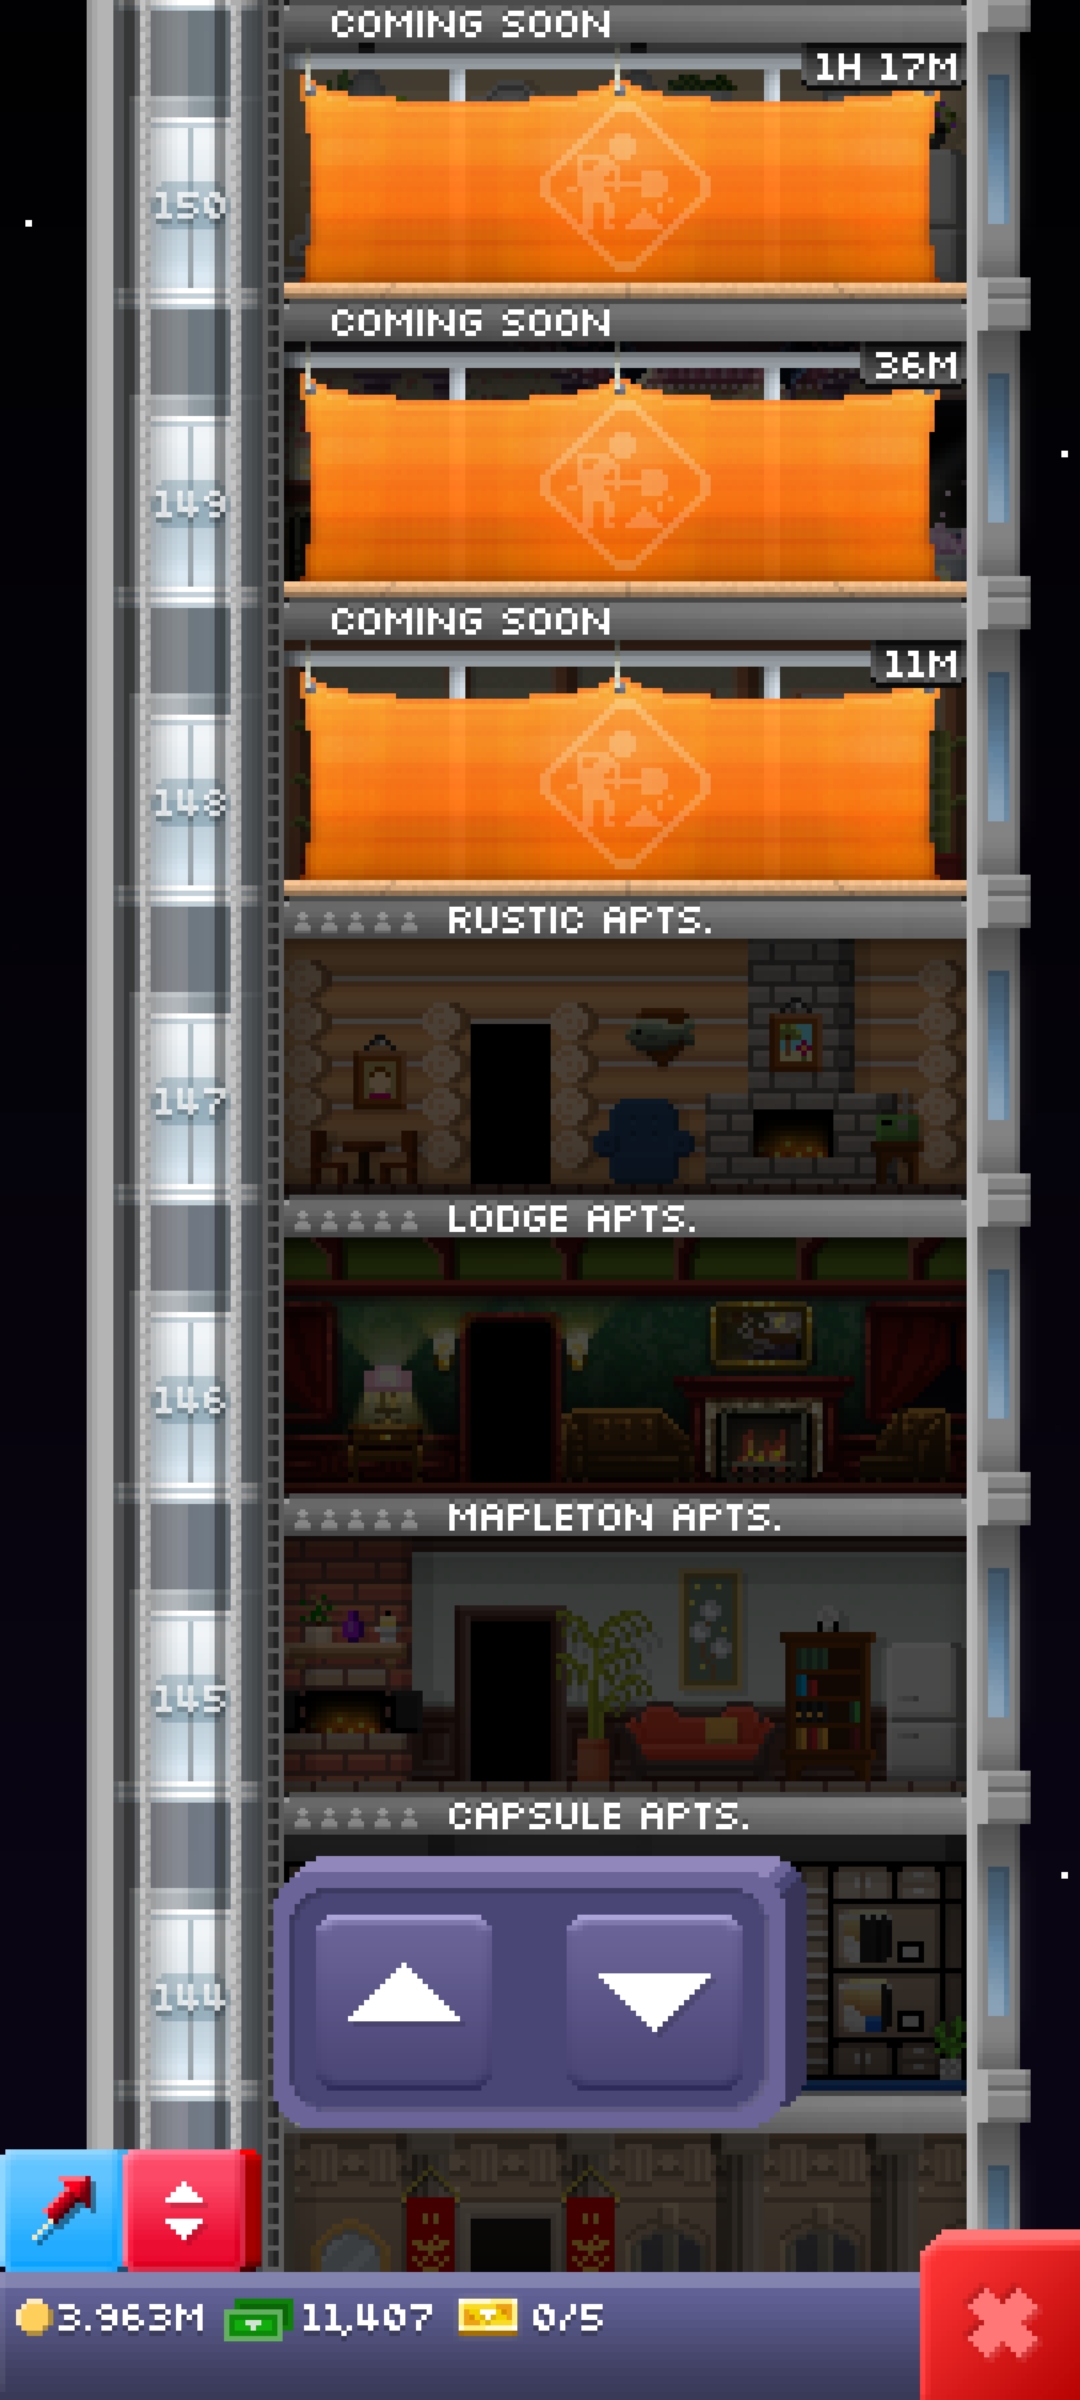 COMING SOON
1H 17M
150
COMING SOON
36M
149
COMING SOON
11M
148
RUSTIC APTS.
147
LODGE APTS.
146
MAPLETON APTS.
145
CAPSULE APTS.
144
3.963M 11,407 0/5